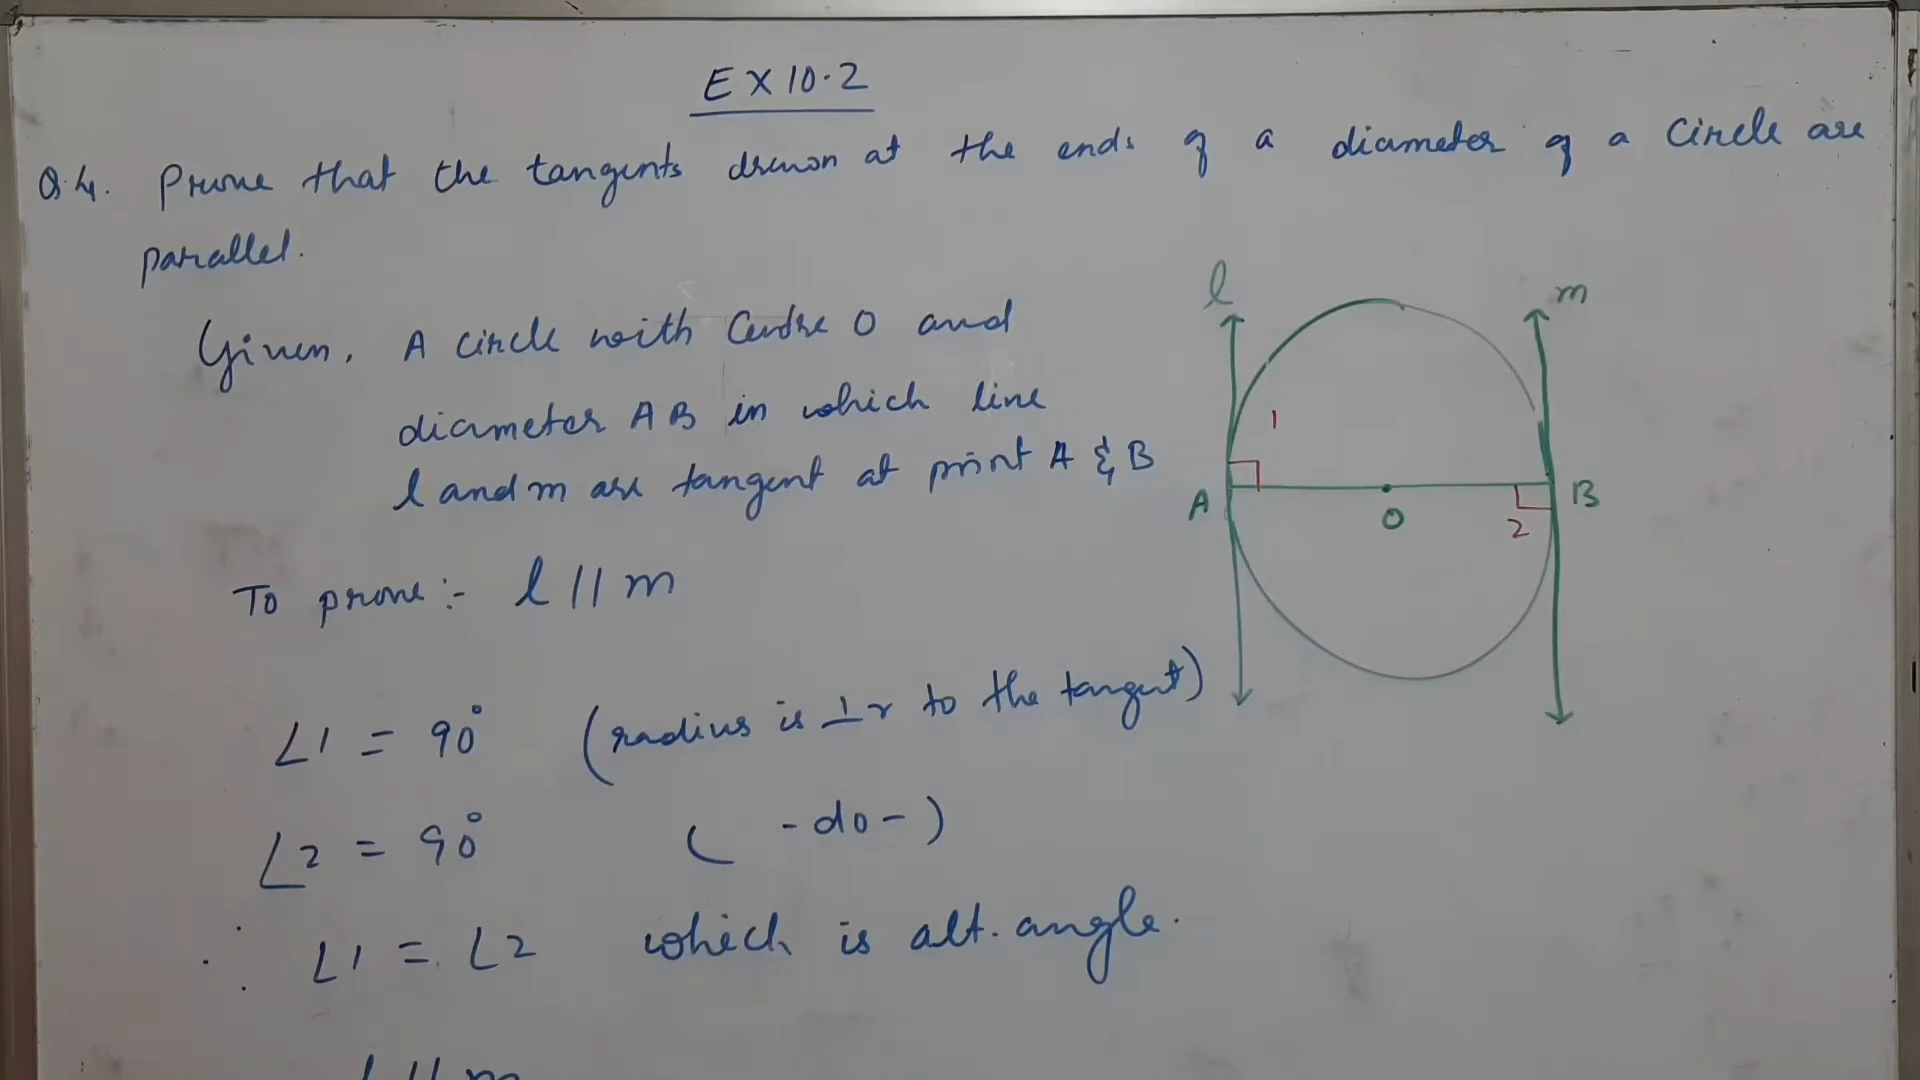 EX 10.2
Q.4. Prove that the tangents drawn at the ends of a diameter of a Circle are
parallel.
Given. A circle with Centre O and
diameter AB in which line
l and m are tangent at point A & B
To prove :- l || m
∠1 = 90° (radius is ⊥r to the tangent)
∠2 = 90° ( -do- )
∴ ∠1 = ∠2 which is alt. angle.
l || m
l
m
1
A
O
2
B